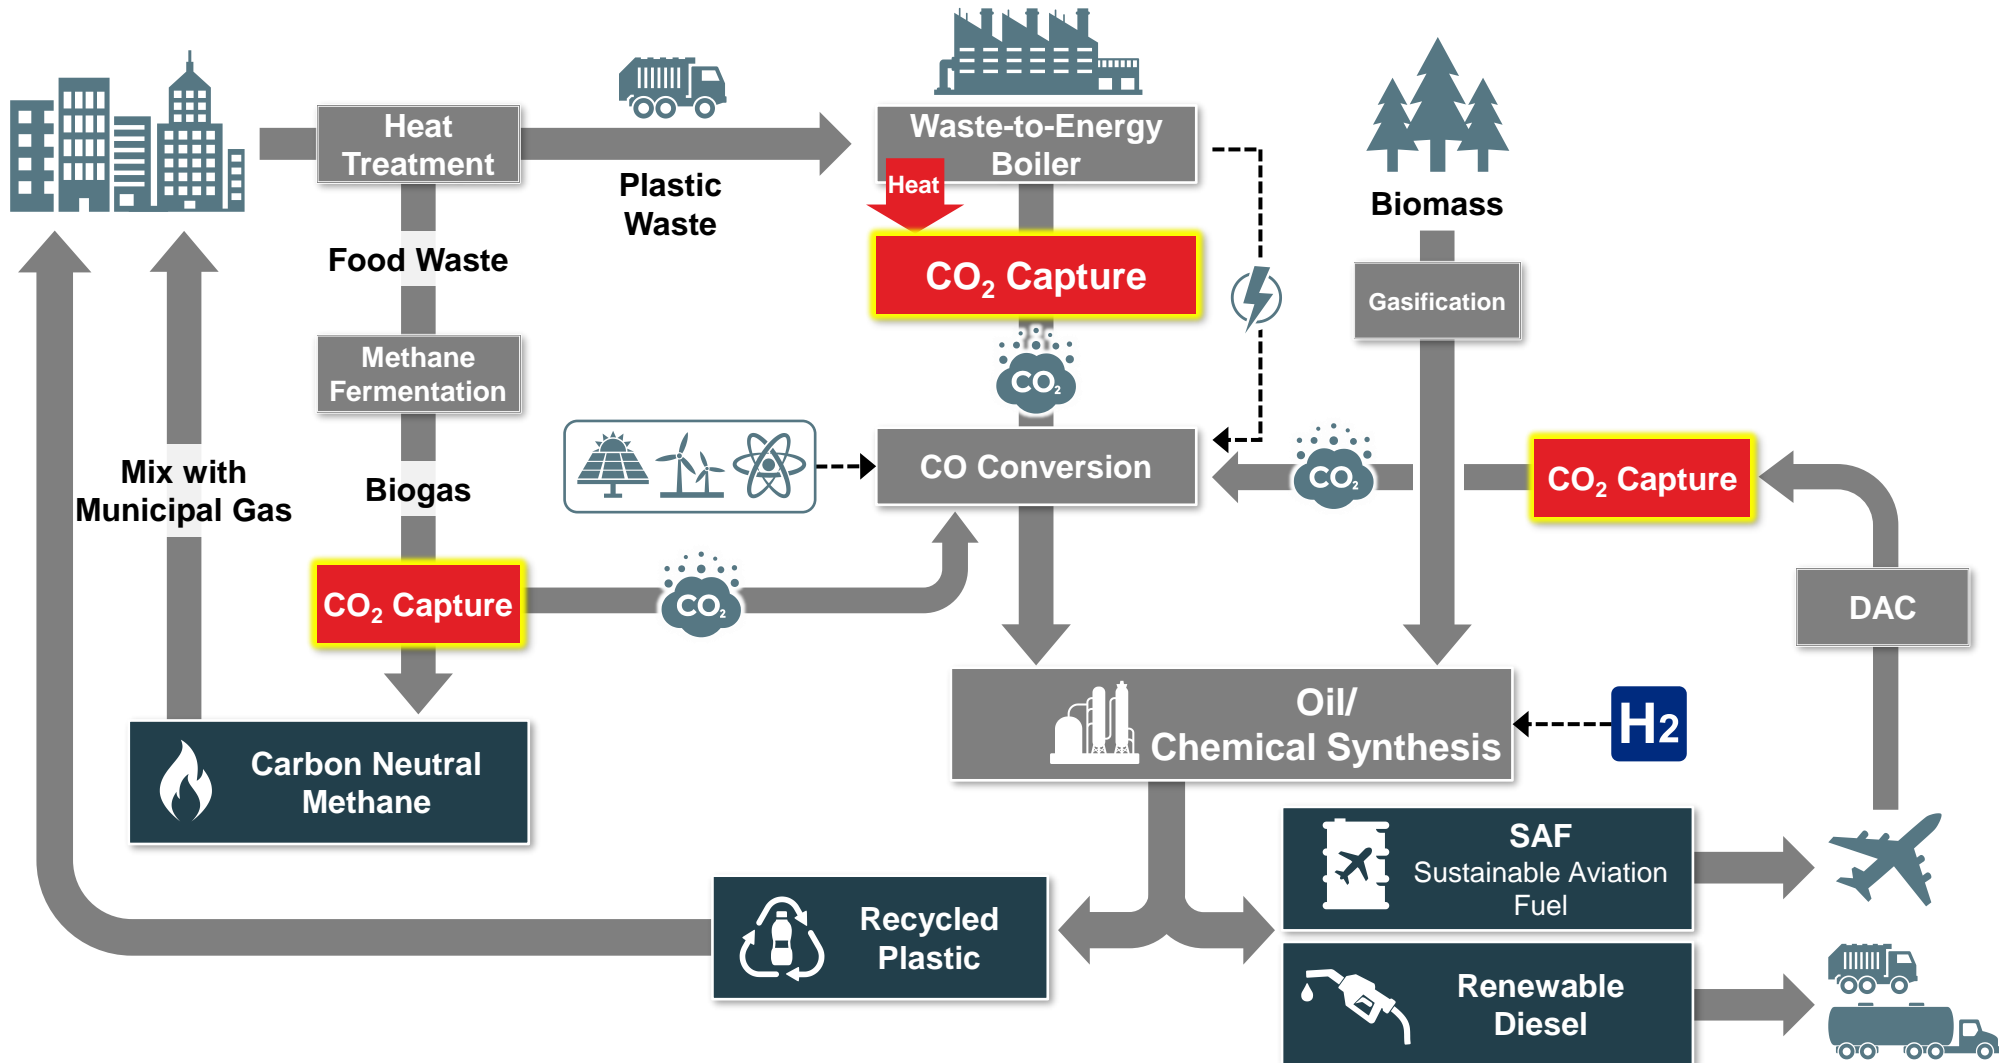 Heat
Treatment
Plastic
Waste
Waste-to-Energy
Boiler
Heat
CO₂ Capture
CO₂
Biomass
Gasification
Food Waste
Methane
Fermentation
Biogas
Mix with
Municipal Gas
CO₂ Capture
CO₂
CO Conversion
CO₂
CO₂ Capture
DAC
Carbon Neutral
Methane
Oil/
Chemical Synthesis
H2
SAF
Sustainable Aviation
Fuel
Recycled
Plastic
Renewable
Diesel